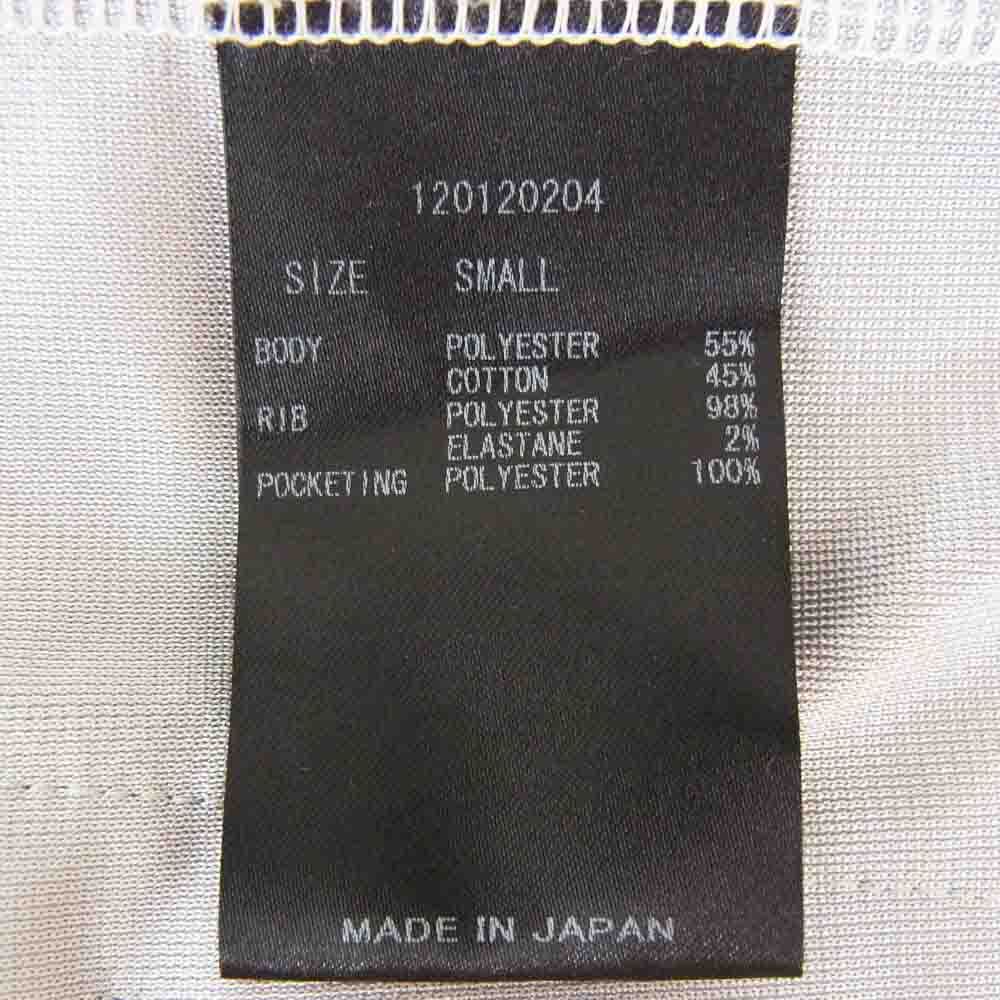 120120204
SIZE SMALL
BODY POLYESTER 55%
COTTON 45%
RIB POLYESTER 98%
ELASTANE 2%
POCKETING POLYESTER 100%
MADE IN JAPAN